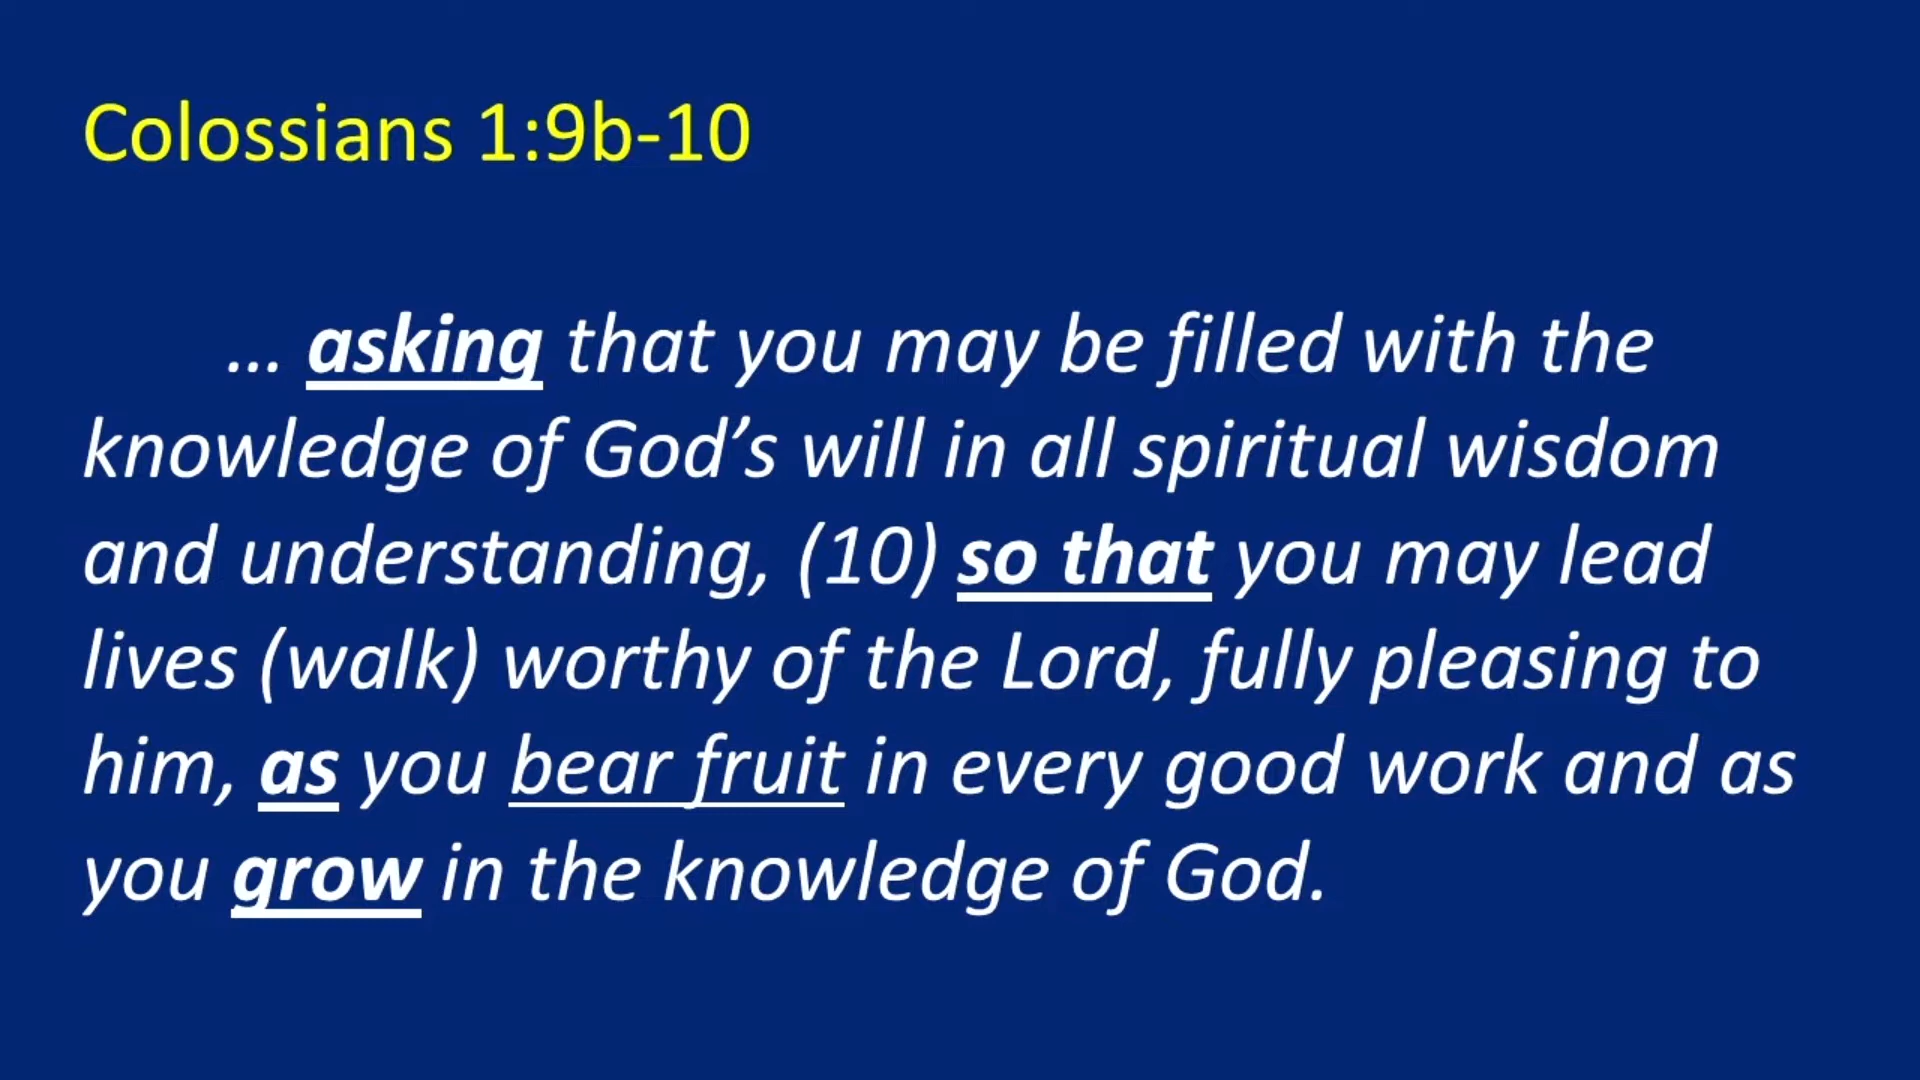 Colossians 1:9b-10
... asking that you may be filled with the
knowledge of God’s will in all spiritual wisdom
and understanding, (10) so that you may lead
lives (walk) worthy of the Lord, fully pleasing to
him, as you bear fruit in every good work and as
you grow in the knowledge of God.